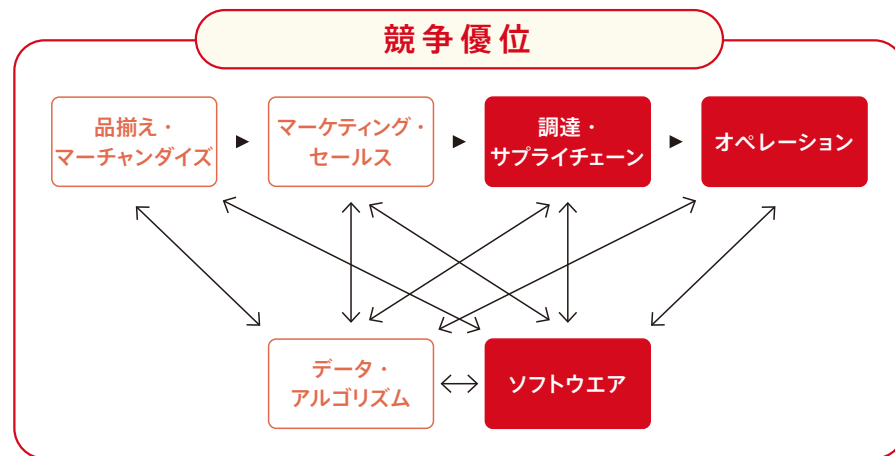 競争優位
品揃え・
マーチャンダイズ
マーケティング・
セールス
調達・
サプライチェーン
オペレーション
データ・
アルゴリズム
ソフトウエア